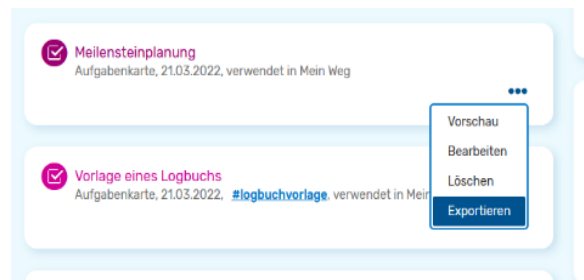 Meilensteinplanung
Aufgabenkarte, 21.03.2022, verwendet in Mein Weg
Vorschau
Bearbeiten
Löschen
Exportieren
Vorlage eines Logbuchs
Aufgabenkarte, 21.03.2022, #logbuchvorlage, verwendet in Mein